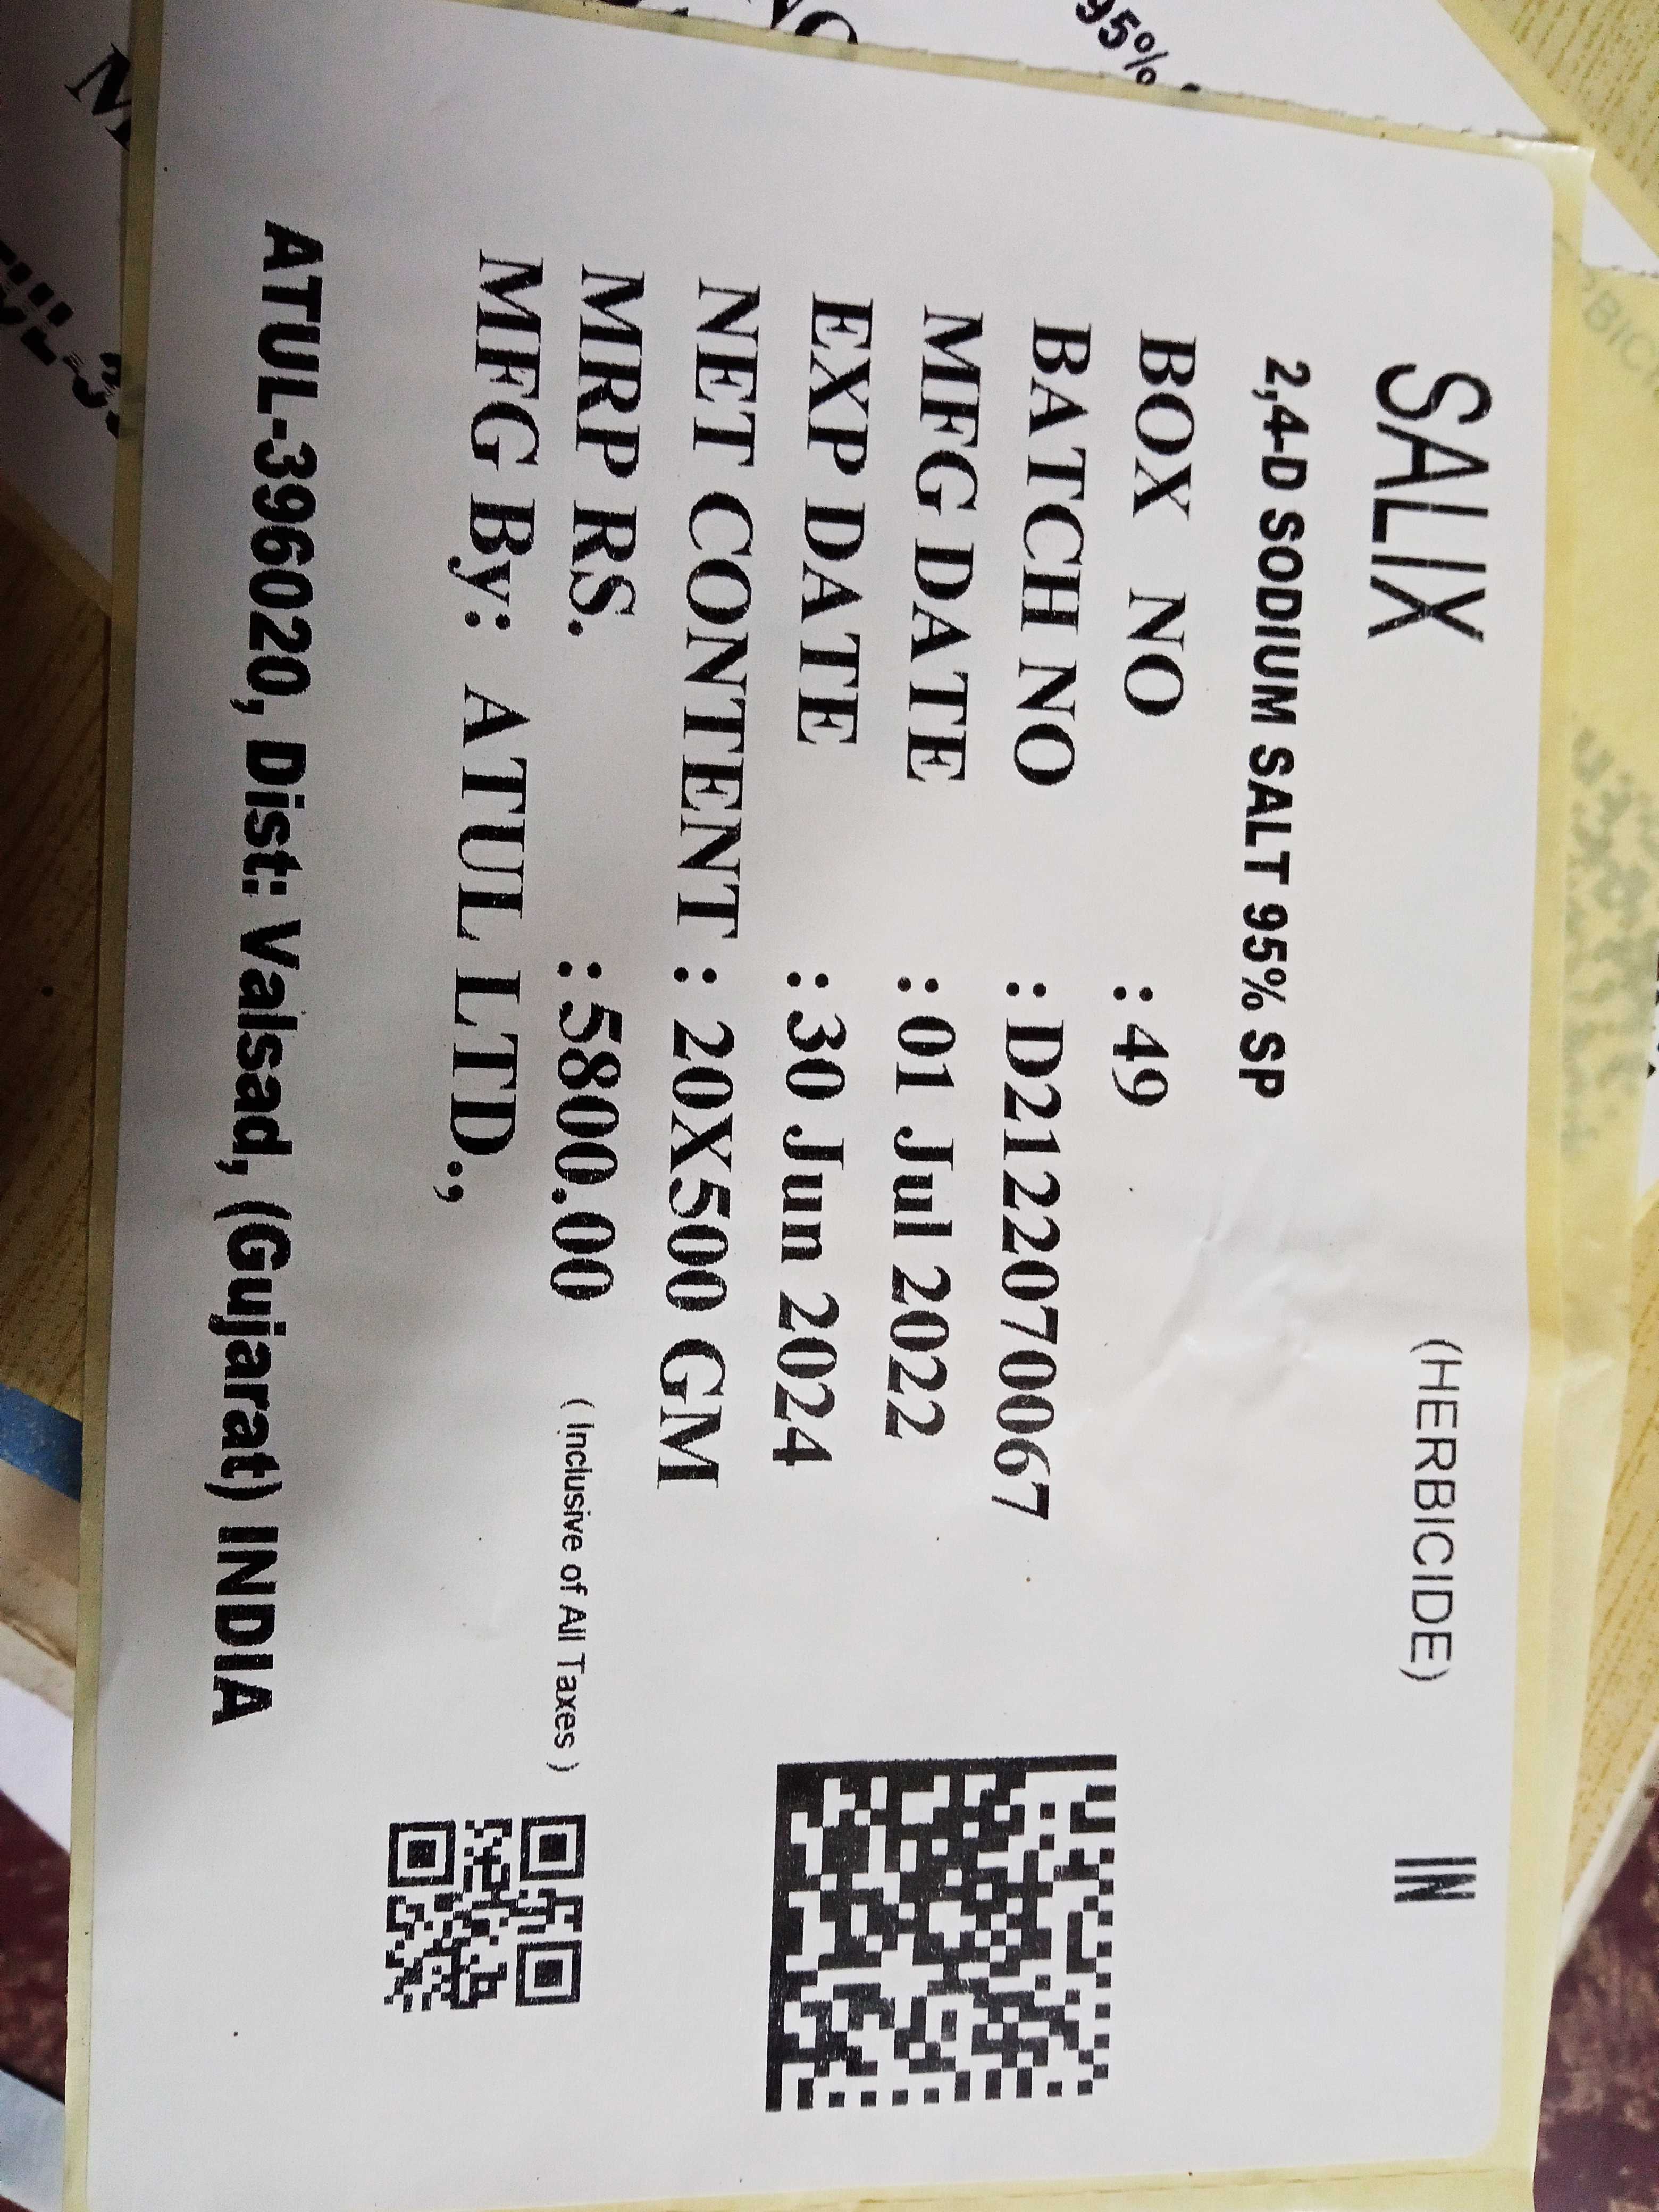 SALIX (HERBICIDE) IN
2,4-D SODIUM SALT 95% SP
BOX NO : 49
BATCH NO : D2122070067
MFG DATE : 01 Jul 2022
EXP DATE : 30 Jun 2024
NET CONTENT : 20X500 GM
MRP RS. : 5800.00 ( Inclusive of All Taxes )
MFG By: ATUL LTD.,
ATUL-396020, Dist: Valsad, (Gujarat) INDIA
95%